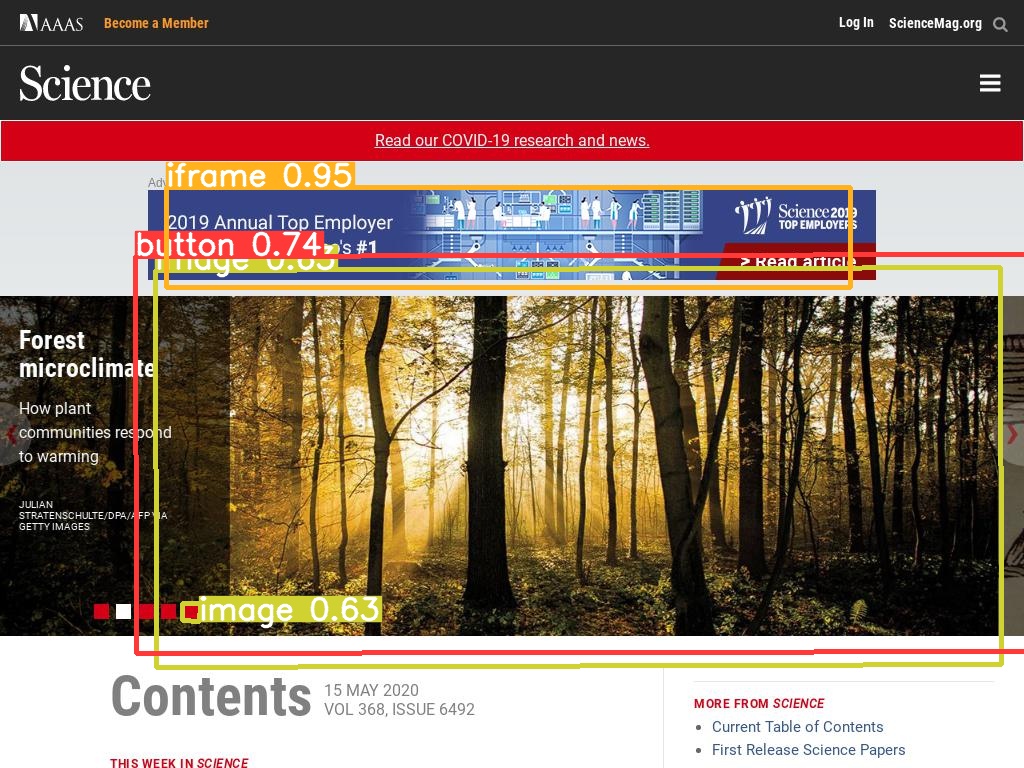 AAAS
Become a Member
Log In
ScienceMag.org
Science
Read our COVID-19 research and news.
iframe 0.95
2019 Annual Top Employer
's #1
Science 2019
TOP EMPLOYERS
> Read article
button 0.74
image
Forest
microclimate
How plant
communities respond
to warming
JULIAN
STRATENSCHULTE/DPA/AFP VIA
GETTY IMAGES
image 0.63
Contents
15 MAY 2020
VOL 368, ISSUE 6492
THIS WEEK IN SCIENCE
MORE FROM SCIENCE
Current Table of Contents
First Release Science Papers